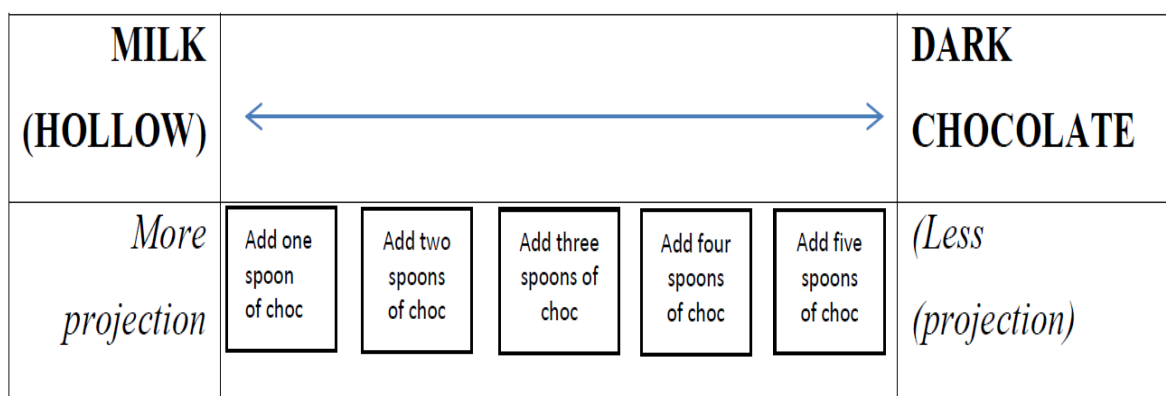 MILK
(HOLLOW)
DARK
CHOCOLATE
More
projection
Add one
spoon
of choc
Add two
spoons
of choc
Add three
spoons of
choc
Add four
spoons
of choc
Add five
spoons
of choc
(Less
(projection)